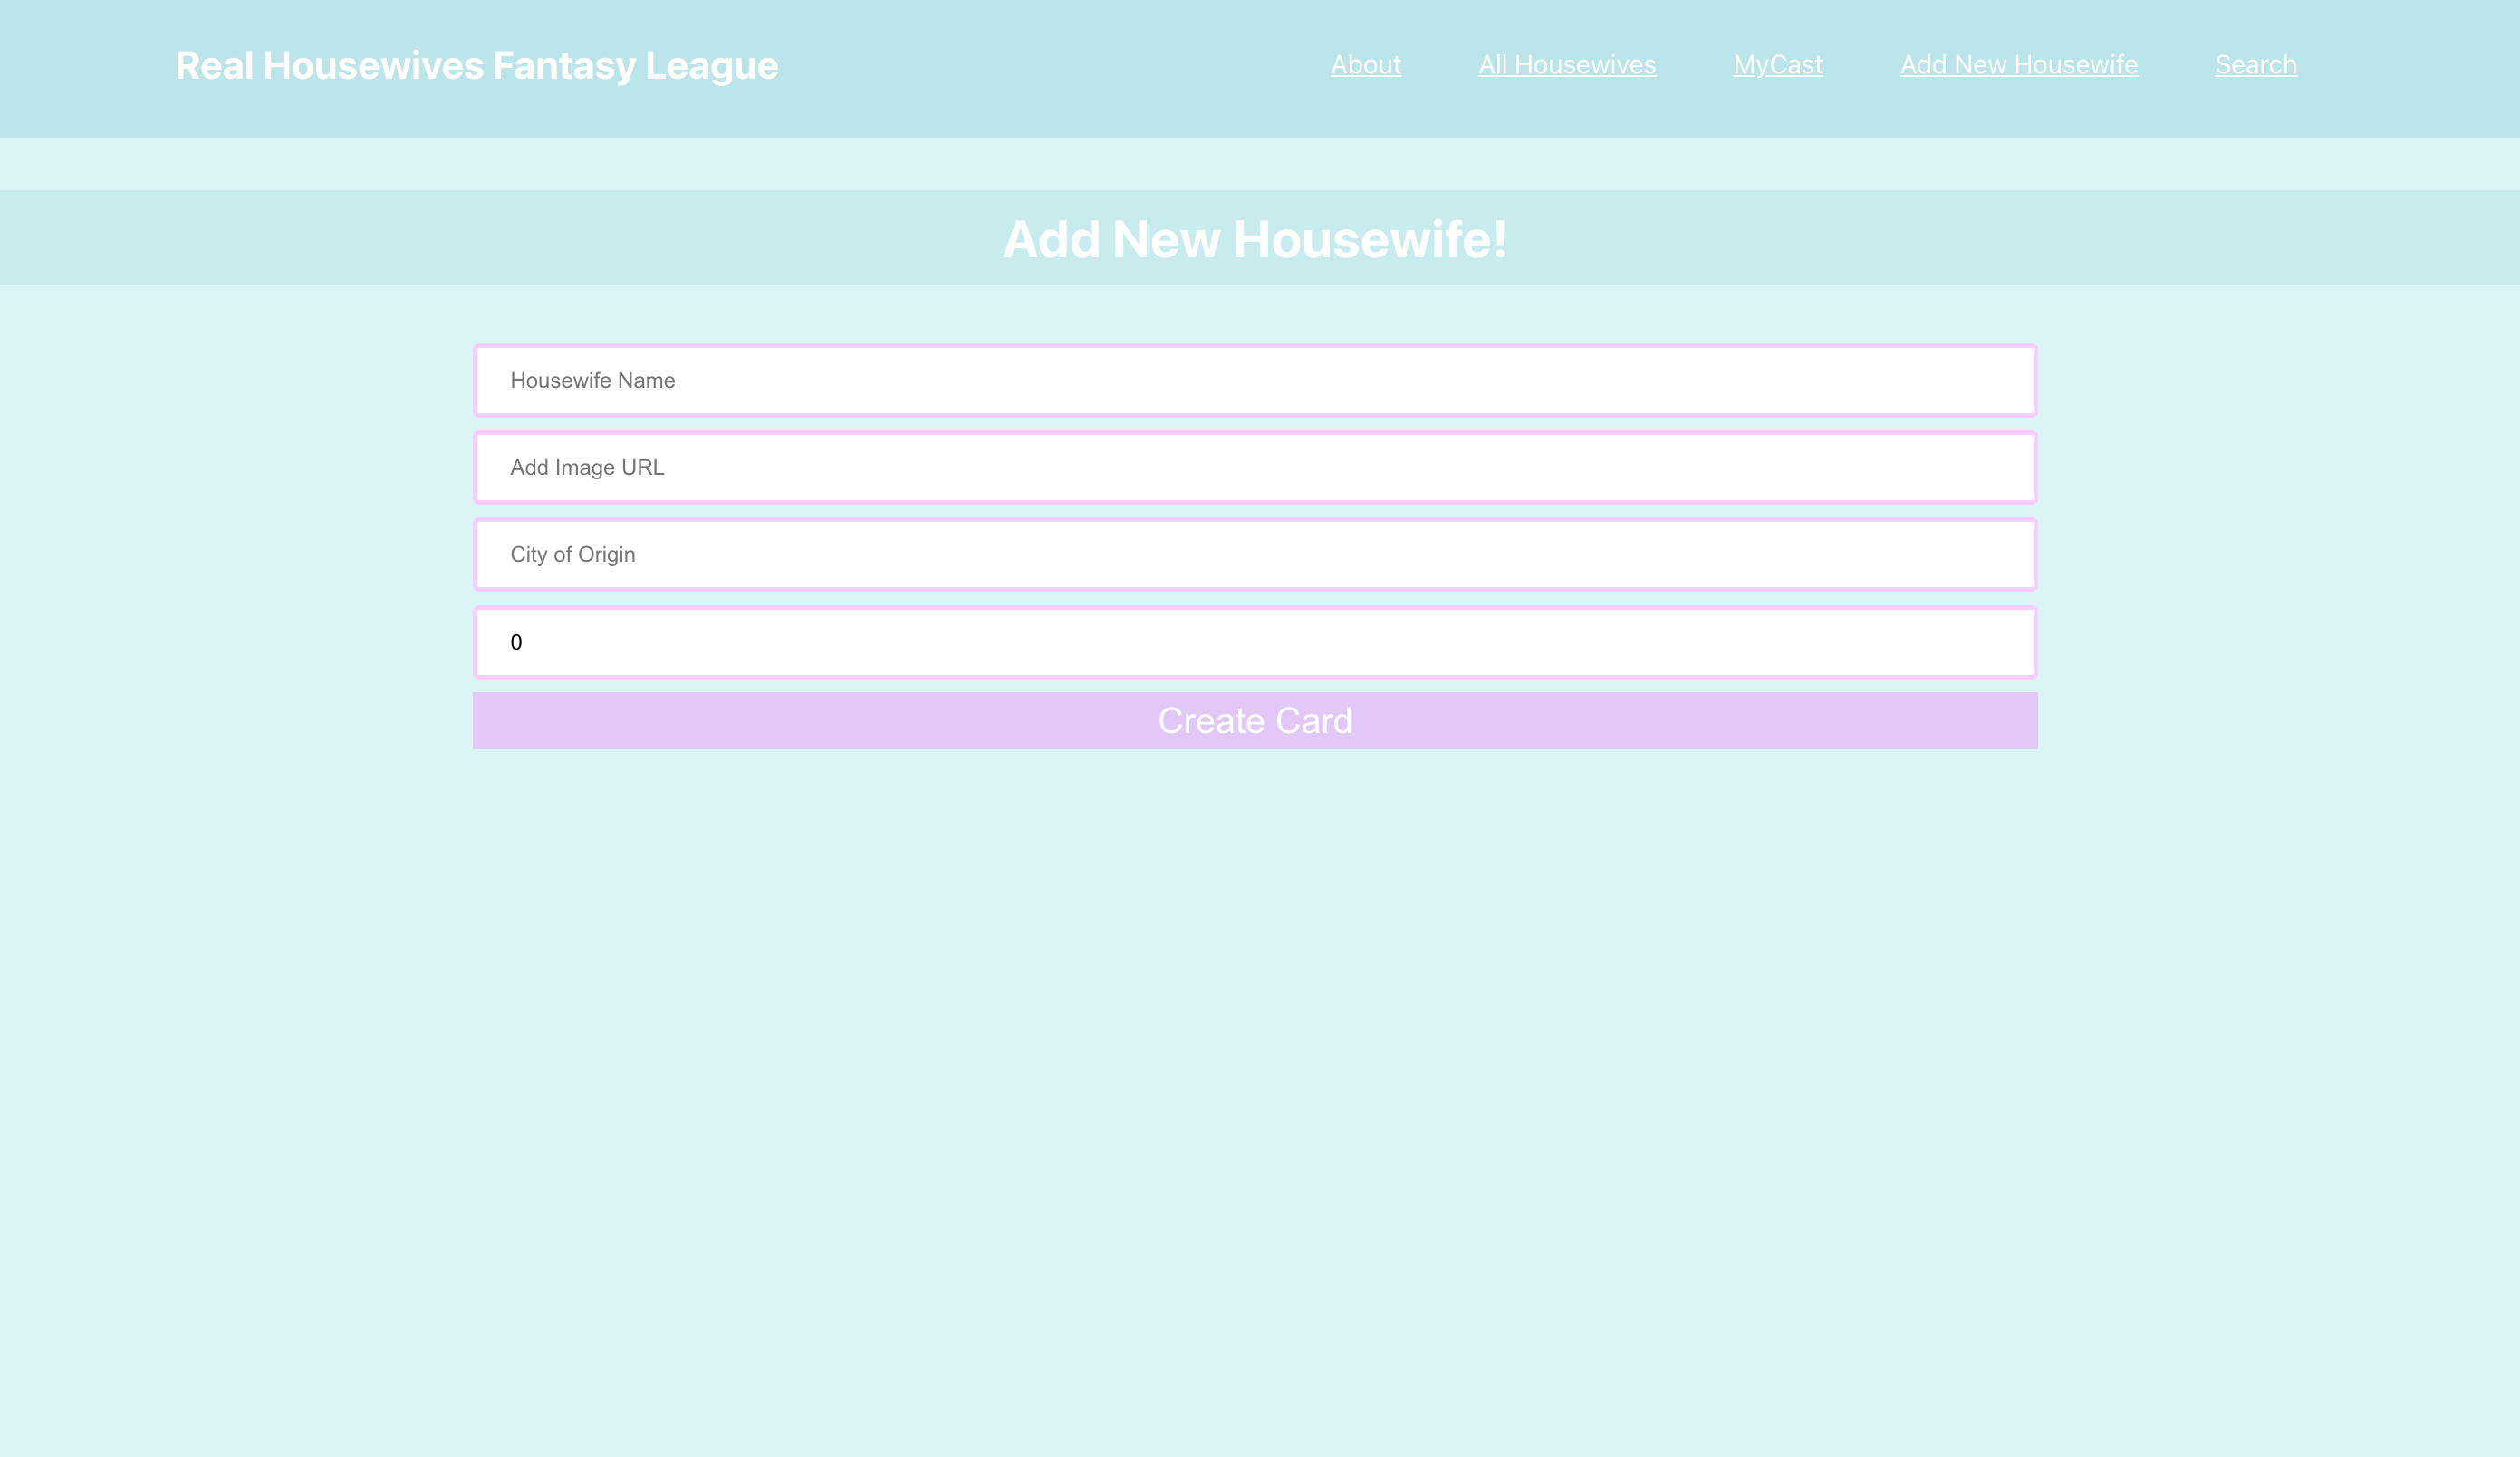 Real Housewives Fantasy League
About All Housewives MyCast Add New Housewife Search
Add New Housewife!
Housewife Name
Add Image URL
City of Origin
0
Create Card